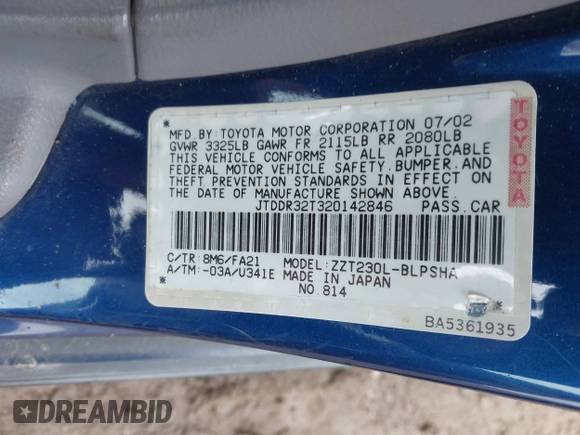 MFD.BY:TOYOTA MOTOR CORPORATION 07/02
GVWR 3325LB GAWR FR 2115LB RR 2080LB
THIS VEHICLE CONFORMS TO ALL APPLICABLE
FEDERAL MOTOR VEHICLE SAFETY,BUMPER,AND
THEFT PREVENTION STANDARDS IN EFFECT ON
THE DATE OF MANUFACTURE SHOWN ABOVE.
JTDDR32T320142846 PASS.CAR
C/TR:8M6/FA21 MODEL:ZZT230L-BLPSHA
A/TM:-03A/U341E MADE IN JAPAN
NO.814
BA5361935
TOYOTA
DREAMBID